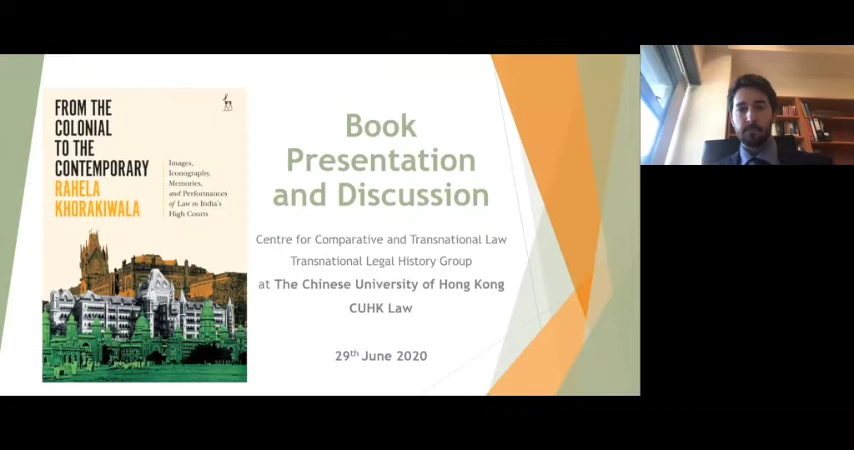 FROM THE
COLONIAL
TO THE
CONTEMPORARY
RAHELA
KHORAKIWALA
Images,
Iconography,
Memories,
and Performances
of Law in India's
High Courts
Book
Presentation
and Discussion
Centre for Comparative and Transnational Law
Transnational Legal History Group
at The Chinese University of Hong Kong
CUHK Law
29th June 2020